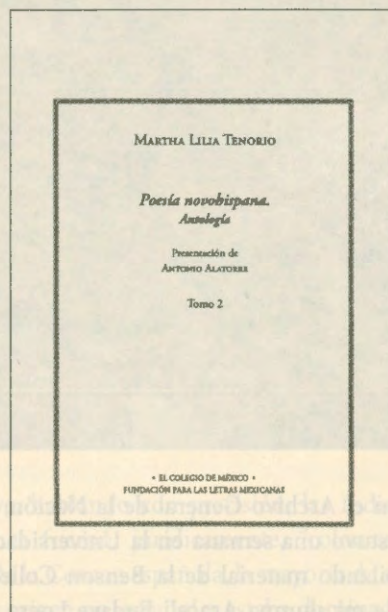 MARTHA LILIA TENORIO
Poesía novohispana.
Antología
Presentación de
ANTONIO ALATORRE
Tomo 2
• EL COLEGIO DE MÉXICO •
FUNDACIÓN PARA LAS LETRAS MEXICANAS